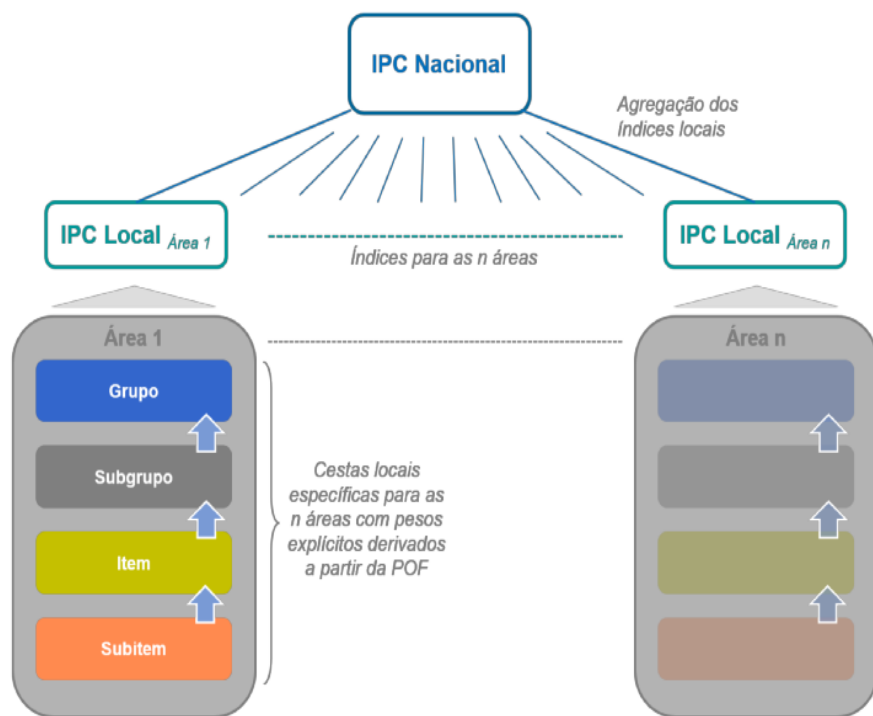 IPC Nacional
Agregação dos
índices locais
IPC Local Área 1
Índices para as n áreas
IPC Local Área n
Área 1
Área n
Grupo
Subgrupo
Item
Subitem
Cestas locais
específicas para as
n áreas com pesos
explícitos derivados
a partir da POF